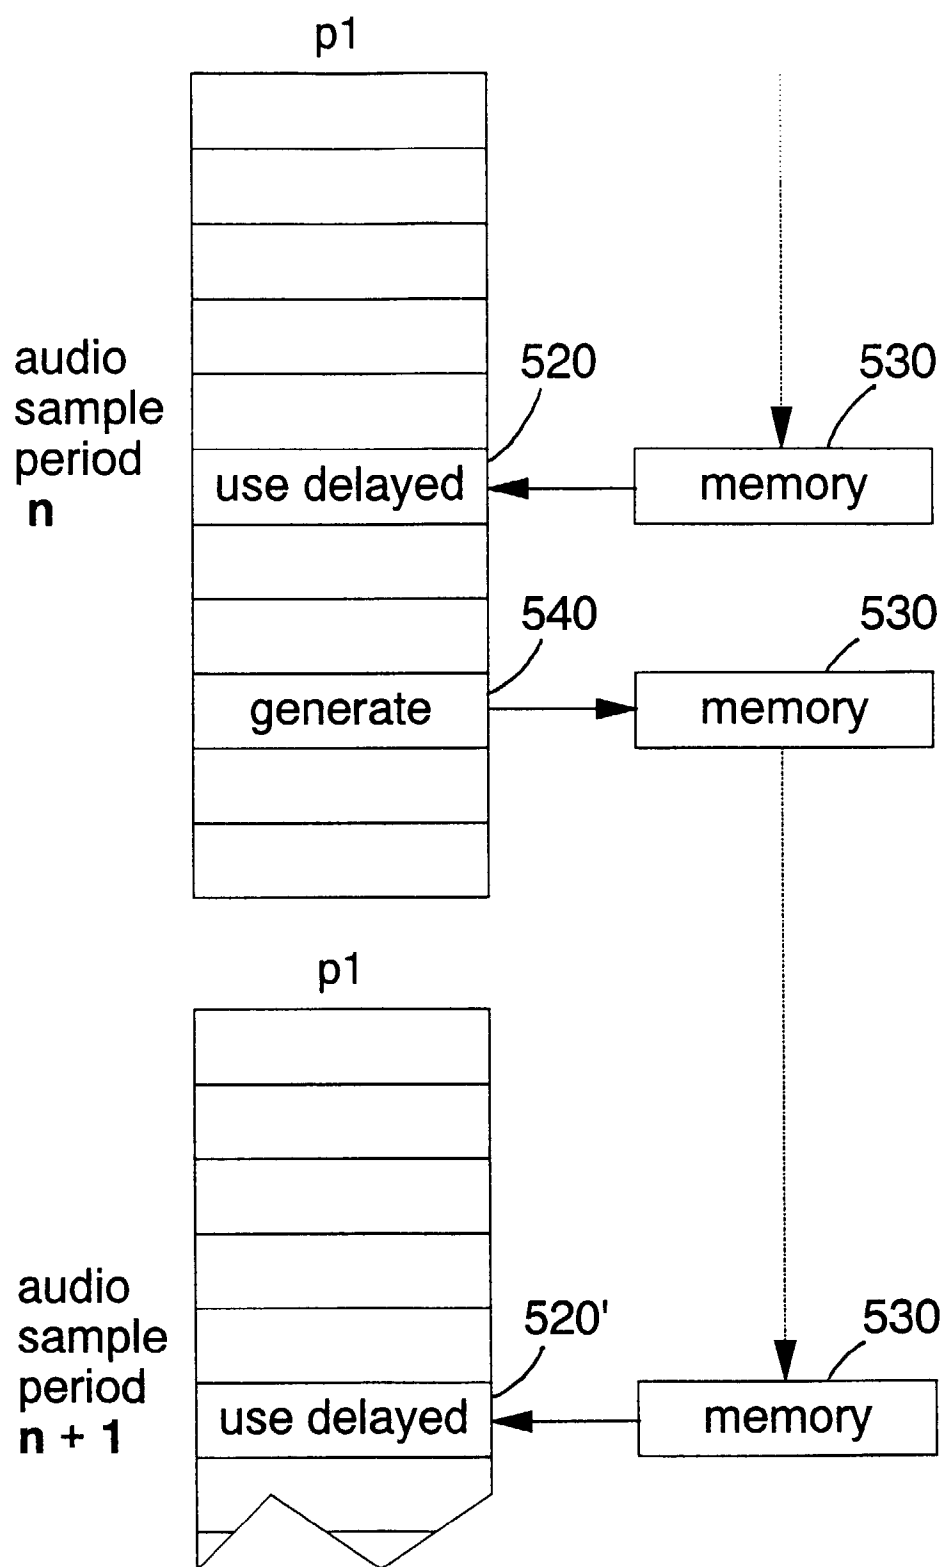 p1
audio
sample
period
n
520
530
use delayed
memory
540
530
generate
memory
p1
audio
sample
period
n + 1
520'
530
use delayed
memory